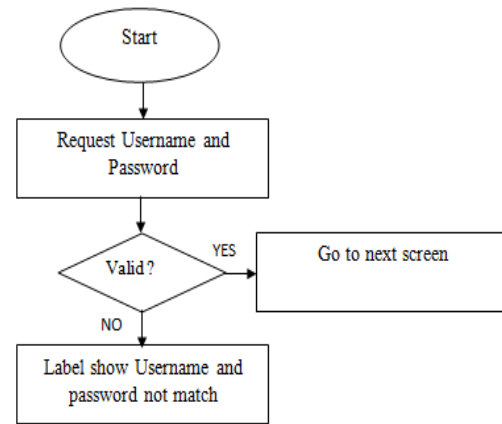 Start
Request Username and
Password
Valid?
YES
Go to next screen
NO
Label show Username and
password not match